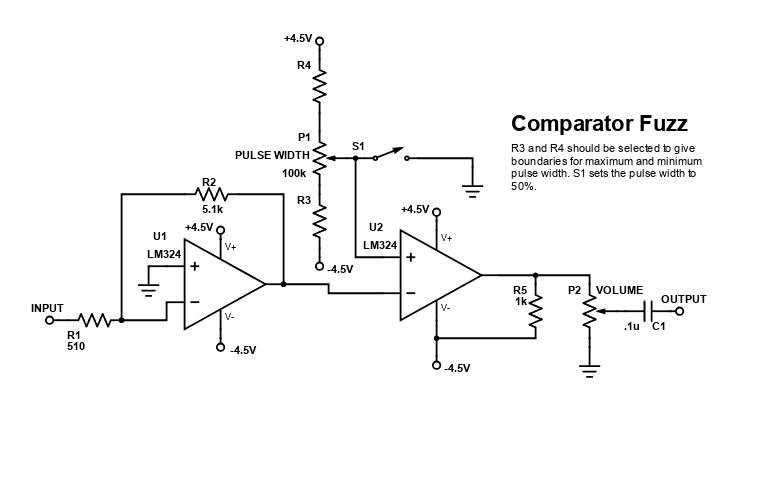 +4.5V
R4
P1
PULSE WIDTH
100k
S1
R3
-4.5V
Comparator Fuzz
R3 and R4 should be selected to give
boundaries for maximum and minimum
pulse width. S1 sets the pulse width to
50%.
R2
5.1k
+4.5V
U1
LM324
V+
+
−
V-
-4.5V
INPUT
R1
510
+4.5V
U2
LM324
V+
+
−
V-
-4.5V
R5
1k
P2
VOLUME
.1u
C1
OUTPUT